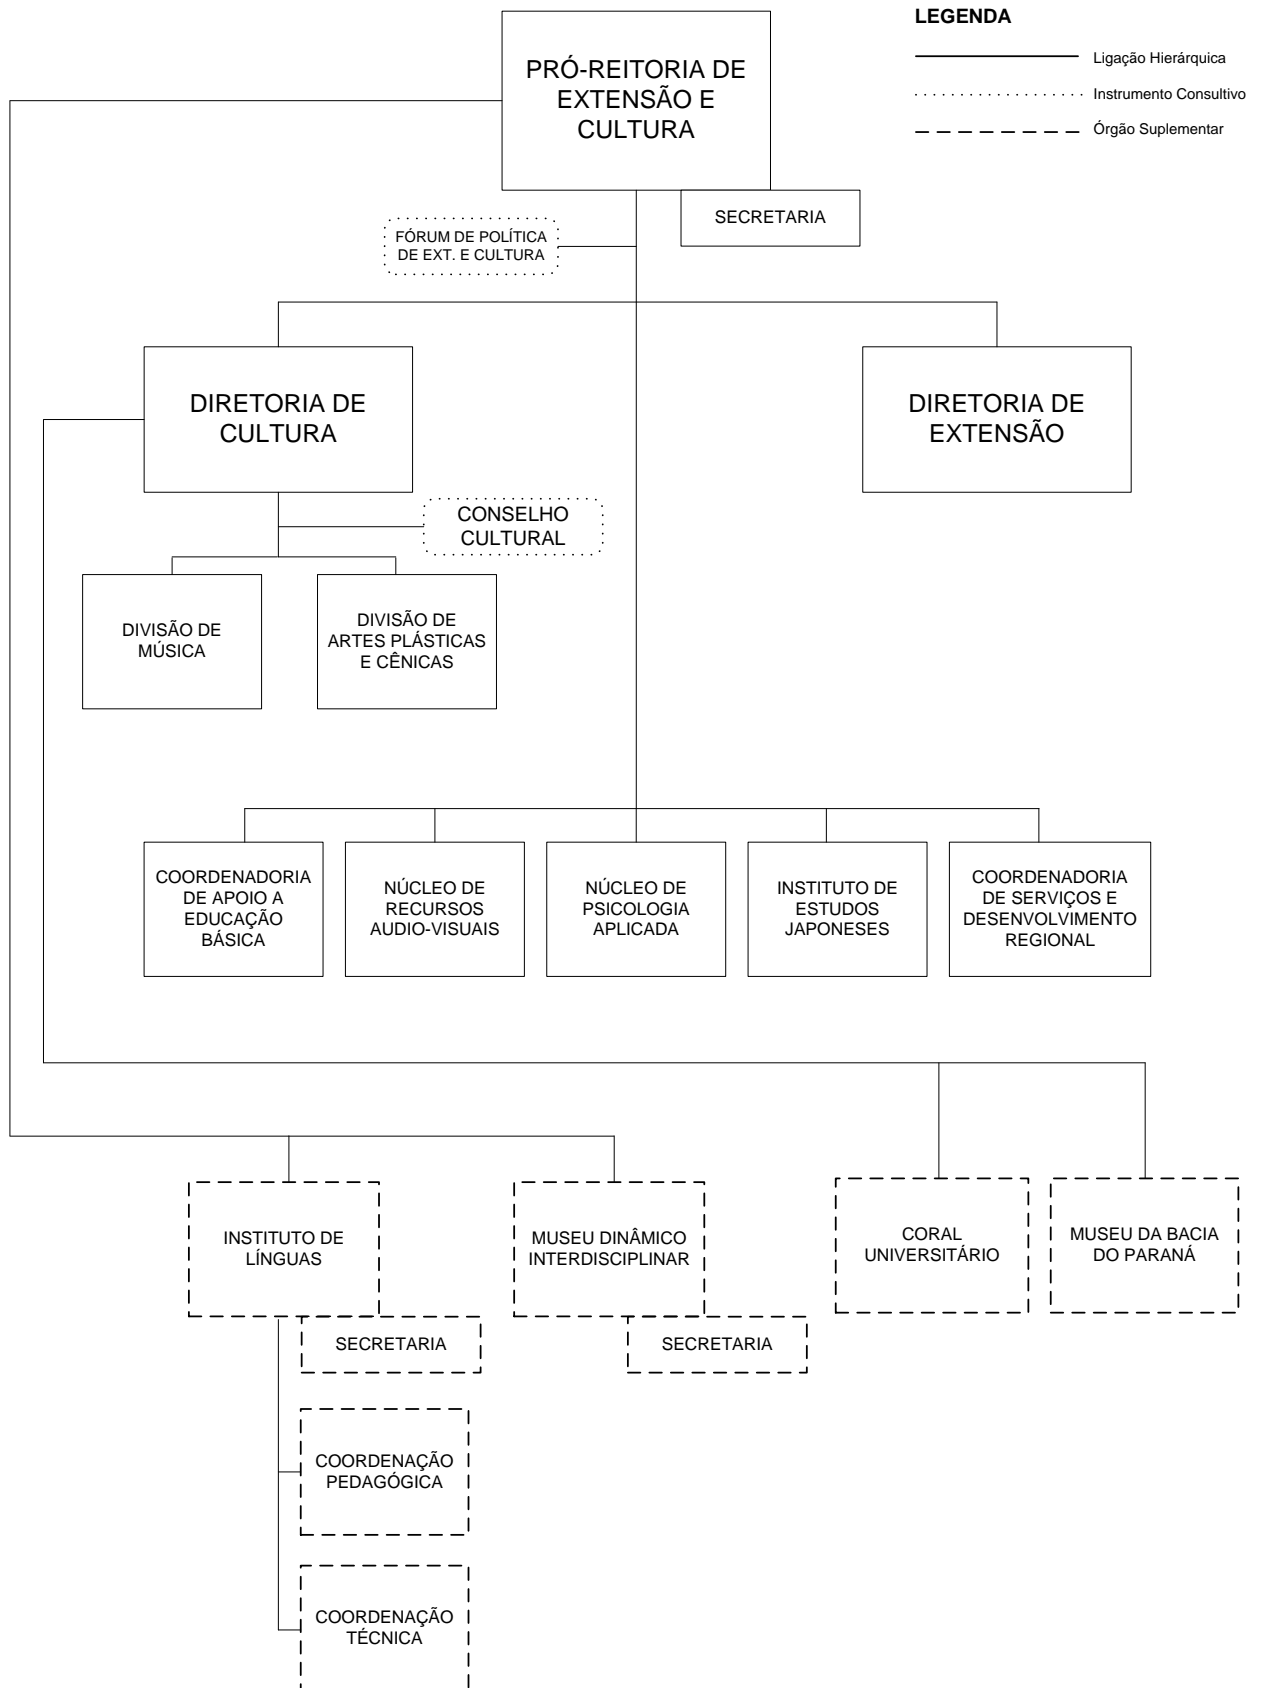 LEGENDA
Ligação Hierárquica
Instrumento Consultivo
Órgão Suplementar
PRÓ-REITORIA DE
EXTENSÃO E
CULTURA
SECRETARIA
FÓRUM DE POLÍTICA
DE EXT. E CULTURA
DIRETORIA DE
CULTURA
DIRETORIA DE
EXTENSÃO
CONSELHO
CULTURAL
DIVISÃO DE
MÚSICA
DIVISÃO DE
ARTES PLÁSTICAS
E CÊNICAS
COORDENADORIA
DE APOIO A
EDUCAÇÃO
BÁSICA
NÚCLEO DE
RECURSOS
AUDIO-VISUAIS
NÚCLEO DE
PSICOLOGIA
APLICADA
INSTITUTO DE
ESTUDOS
JAPONESES
COORDENADORIA
DE SERVIÇOS E
DESENVOLVIMENTO
REGIONAL
INSTITUTO DE
LÍNGUAS
MUSEU DINÂMICO
INTERDISCIPLINAR
CORAL
UNIVERSITÁRIO
MUSEU DA BACIA
DO PARANÁ
SECRETARIA
SECRETARIA
COORDENAÇÃO
PEDAGÓGICA
COORDENAÇÃO
TÉCNICA